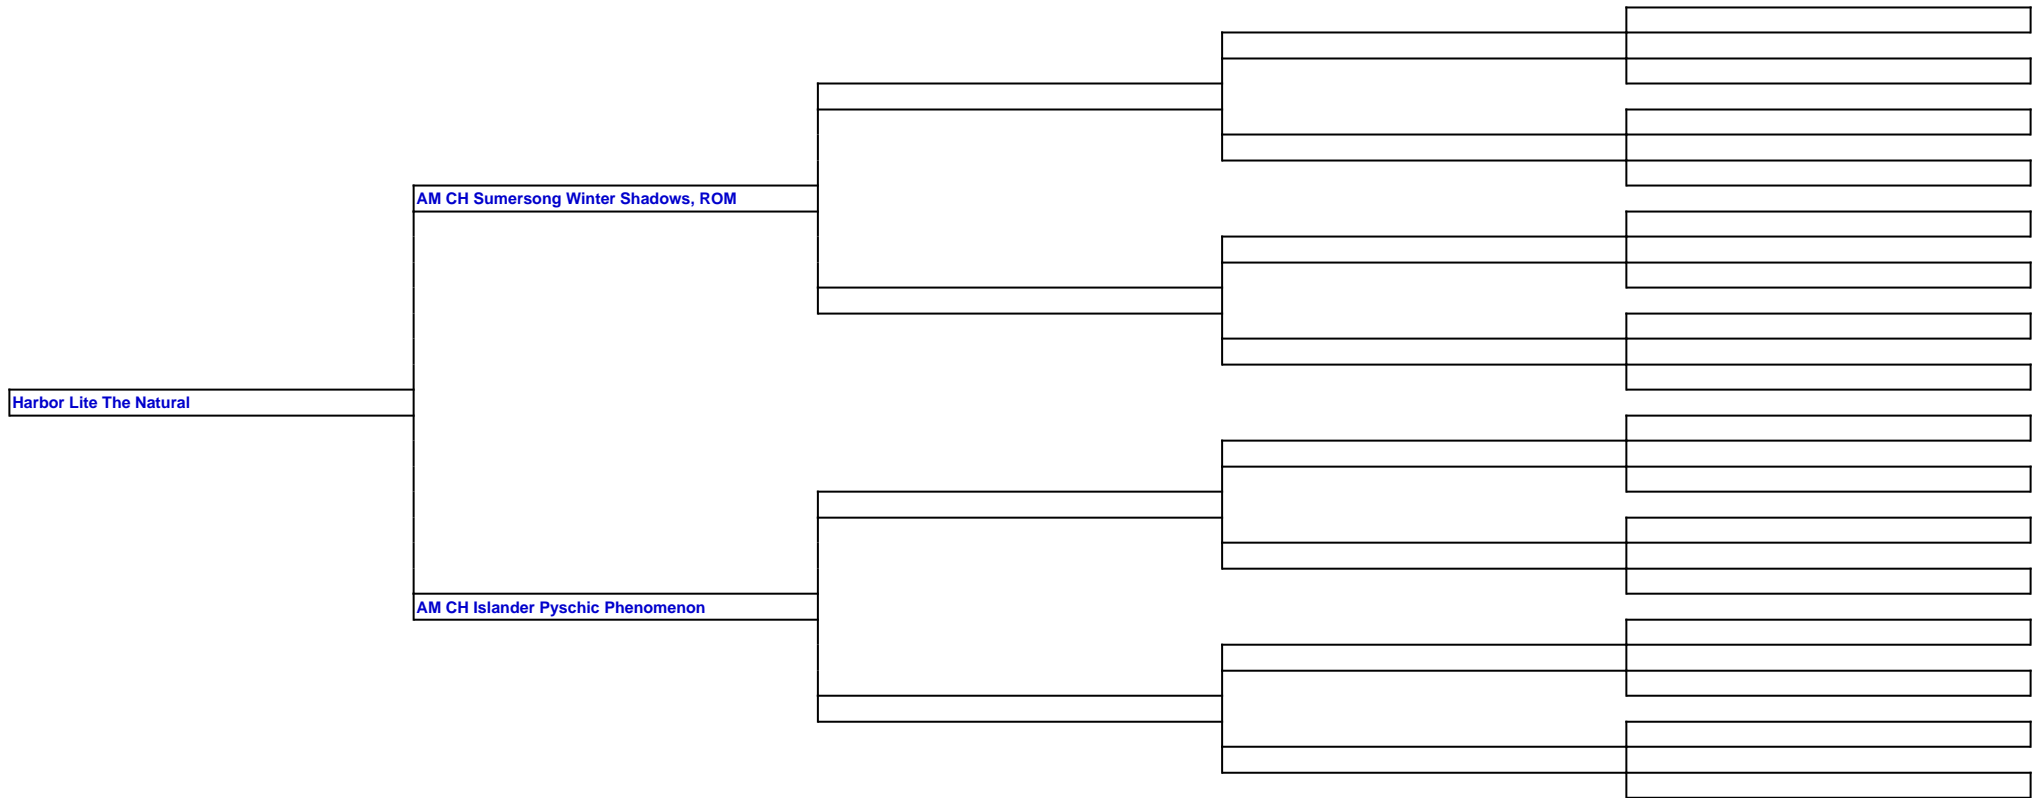 AM CH Sumersong Winter Shadows, ROM
Harbor Lite The Natural
AM CH Islander Pyschic Phenomenon